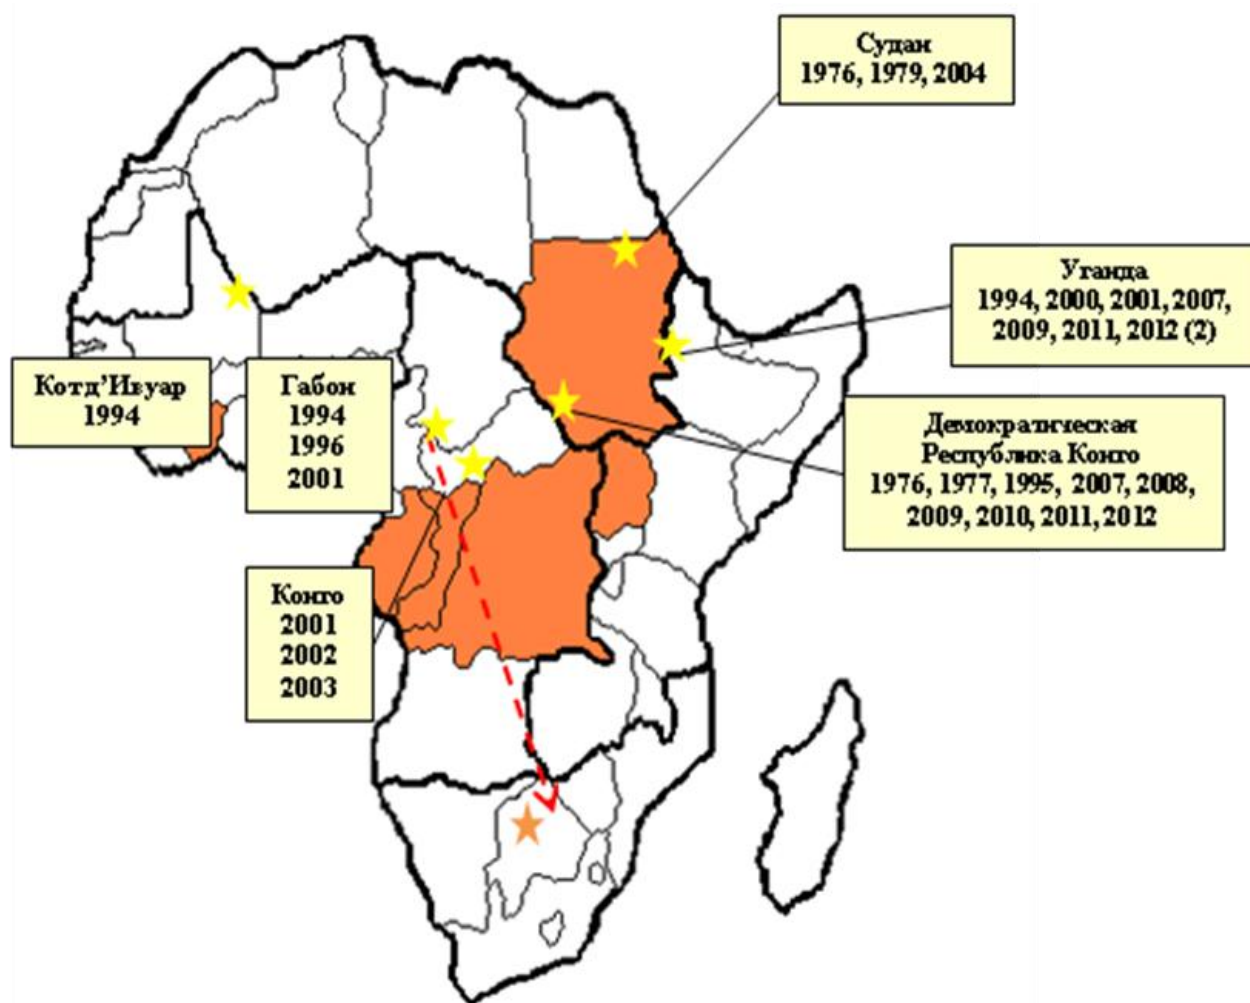 Судан
1976, 1979, 2004
Уганда
1994, 2000, 2001, 2007,
2009, 2011, 2012 (2)
Котд’Ивуар
1994
Габон
1994
1996
2001
Демократическая
Республика Конго
1976, 1977, 1995, 2007, 2008,
2009, 2010, 2011, 2012
Конго
2001
2002
2003